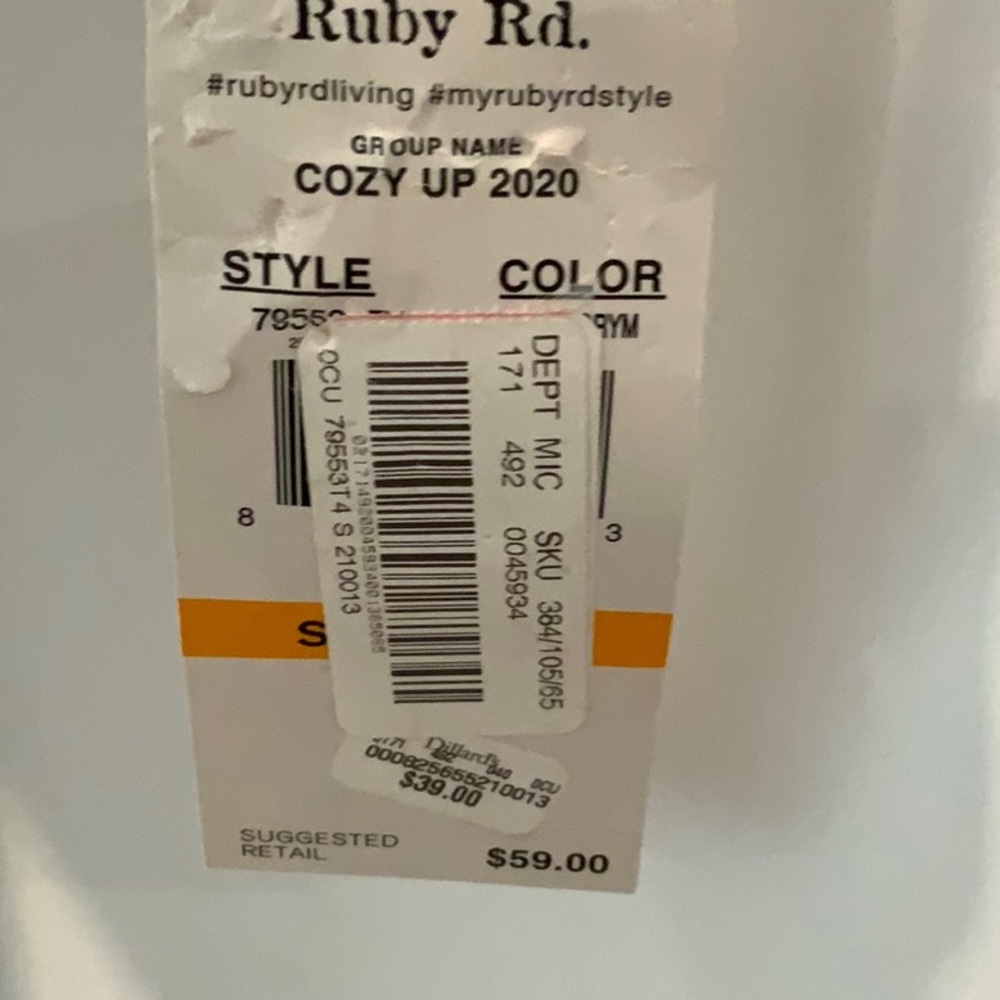 Ruby Rd.
#rubyrdliving #myrubyrdstyle
GROUP NAME
COZY UP 2020
STYLE COLOR
8 3
S
DEPT MIC SKU 384/105/65
171 492 0045934
OCU 79553T4 S 210013
Dillard's
000825655210013
$39.00
SUGGESTED
RETAIL
$59.00